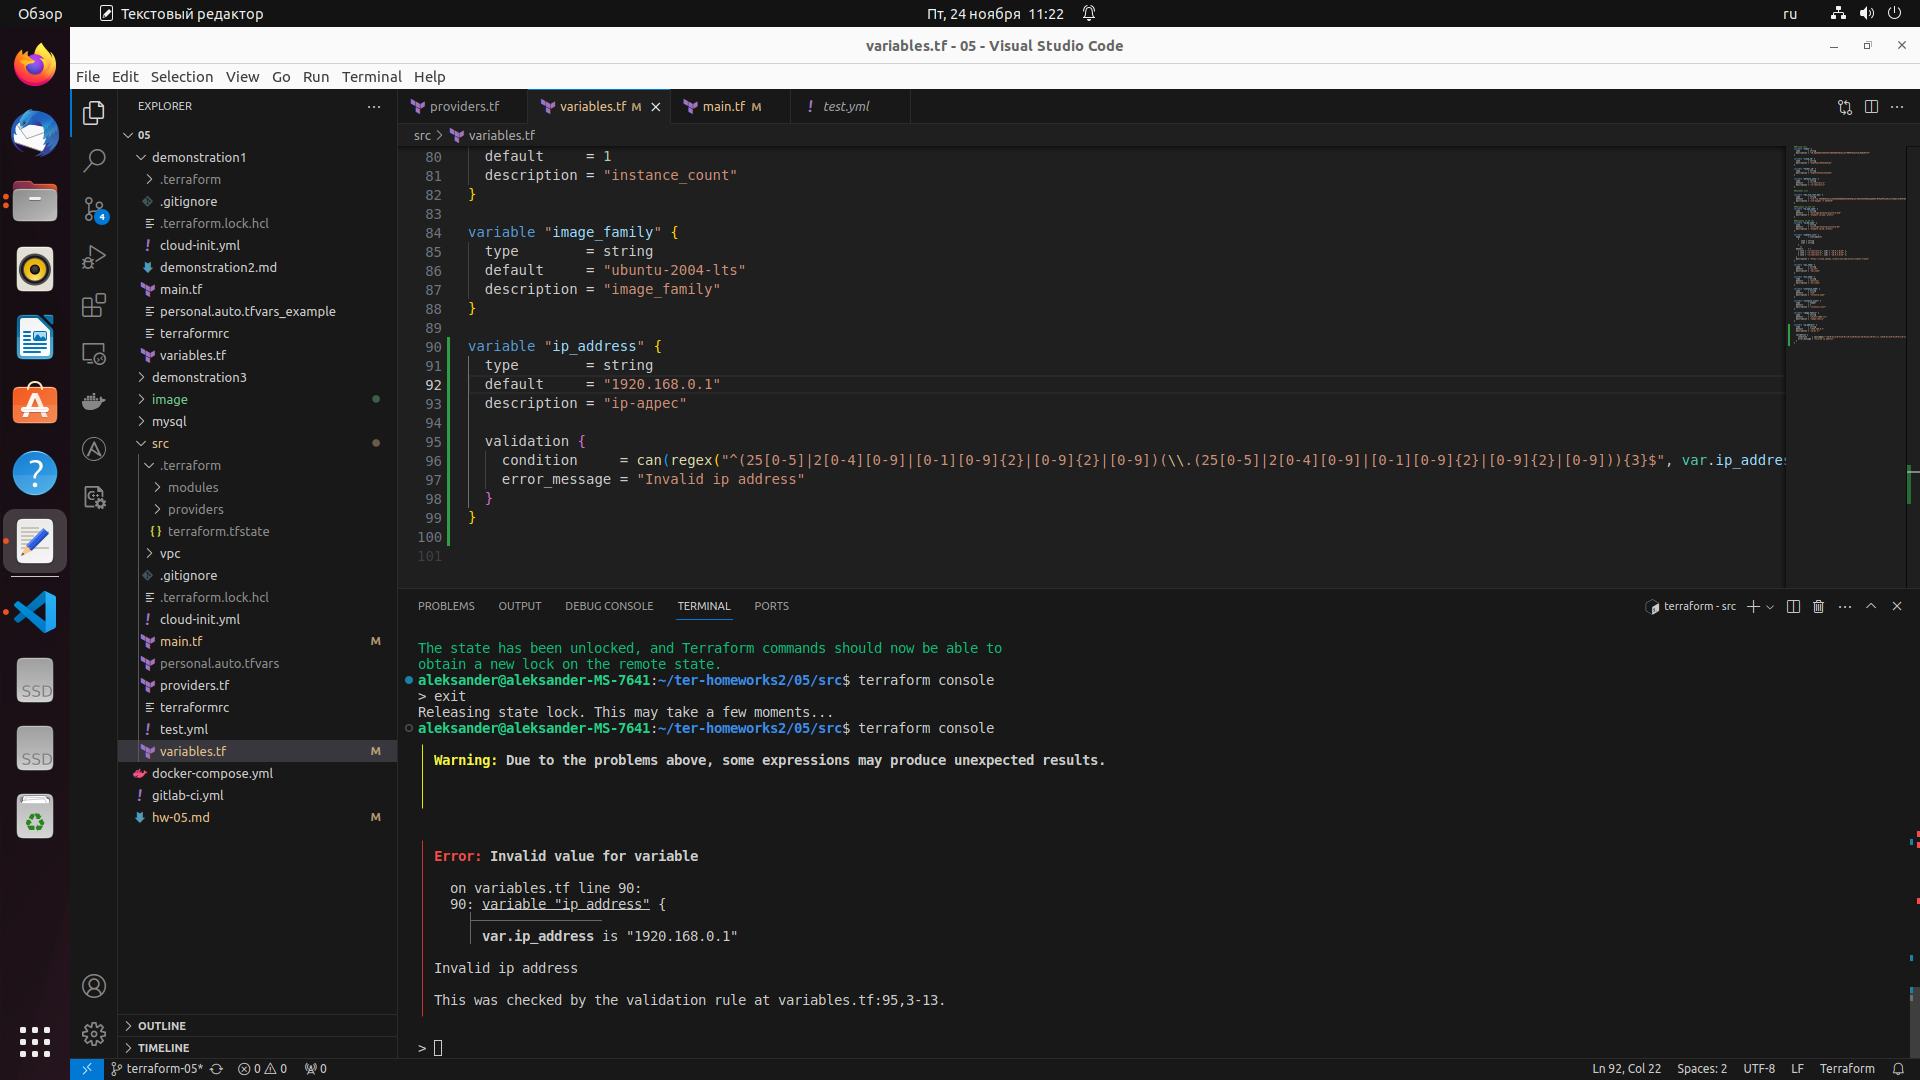 Обзор
Текстовый редактор
Пт, 24 ноября 11:22
ru
variables.tf - 05 - Visual Studio Code
File Edit Selection View Go Run Terminal Help
EXPLORER
05
demonstration1
.terraform
.gitignore
.terraform.lock.hcl
cloud-init.yml
demonstration2.md
main.tf
personal.auto.tfvars_example
terraformrc
variables.tf
demonstration3
image
mysql
src
.terraform
modules
providers
terraform.tfstate
vpc
.gitignore
.terraform.lock.hcl
cloud-init.yml
main.tf M
personal.auto.tfvars
providers.tf
terraformrc
test.yml
variables.tf M
docker-compose.yml
gitlab-ci.yml
hw-05.md M
OUTLINE
TIMELINE
4
SSD
SSD
providers.tf variables.tf M main.tf M test.yml
src > variables.tf
80 default = 1
81 description = "instance_count"
82 }
83
84 variable "image_family" {
85 type = string
86 default = "ubuntu-2004-lts"
87 description = "image_family"
88 }
89
90 variable "ip_address" {
91 type = string
92 default = "1920.168.0.1"
93 description = "ip-адрес"
94
95 validation {
96 condition = can(regex("^(25[0-5]|2[0-4][0-9]|[0-1][0-9]{2}|[0-9]{2}|[0-9])(\\.(25[0-5]|2[0-4][0-9]|[0-1][0-9]{2}|[0-9]{2}|[0-9])){3}$", var.ip_addre
97 error_message = "Invalid ip address"
98 }
99 }
100
101
PROBLEMS OUTPUT DEBUG CONSOLE TERMINAL PORTS
terraform - src
The state has been unlocked, and Terraform commands should now be able to
obtain a new lock on the remote state.
aleksander@aleksander-MS-7641:~/ter-homeworks2/05/src$ terraform console
> exit
Releasing state lock. This may take a few moments...
aleksander@aleksander-MS-7641:~/ter-homeworks2/05/src$ terraform console
Warning: Due to the problems above, some expressions may produce unexpected results.
Error: Invalid value for variable
on variables.tf line 90:
90: variable "ip_address" {
var.ip_address is "1920.168.0.1"
Invalid ip address
This was checked by the validation rule at variables.tf:95,3-13.
>
terraform-05* 0 0 0
Ln 92, Col 22 Spaces: 2 UTF-8 LF Terraform